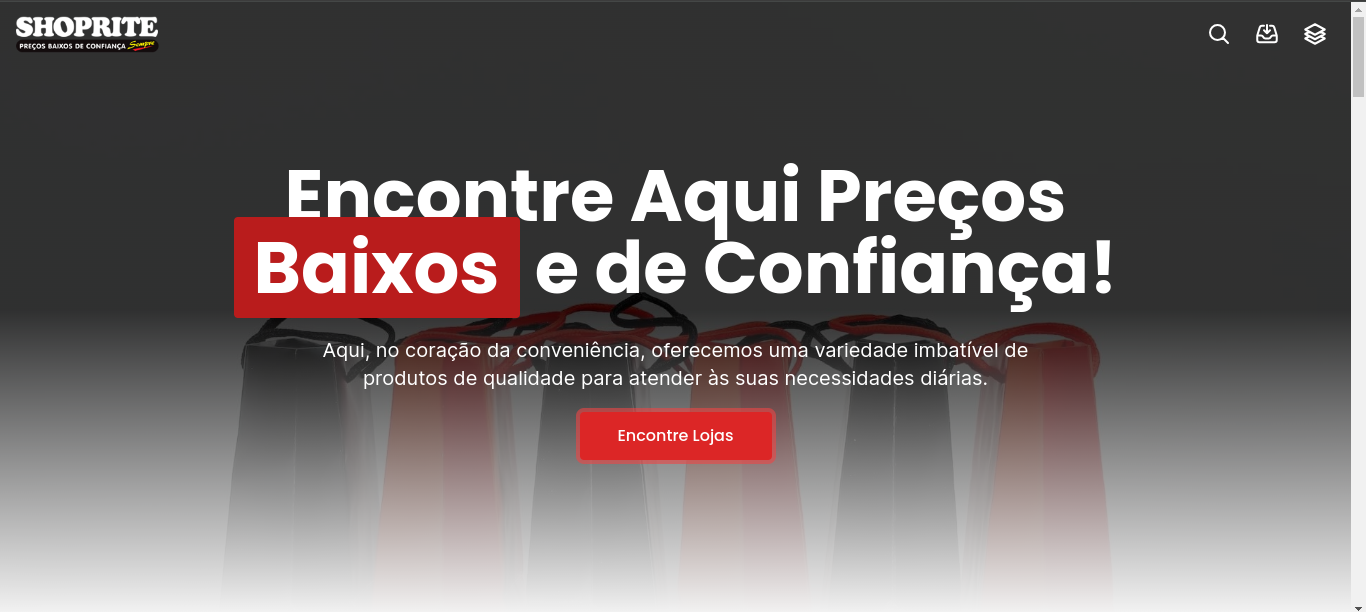 SHOPRITE
PREÇOS BAIXOS DE CONFIANÇA Sempre
Encontre Aqui Preços
Baixos e de Confiança!
Aqui, no coração da conveniência, oferecemos uma variedade imbatível de
produtos de qualidade para atender às suas necessidades diárias.
Encontre Lojas